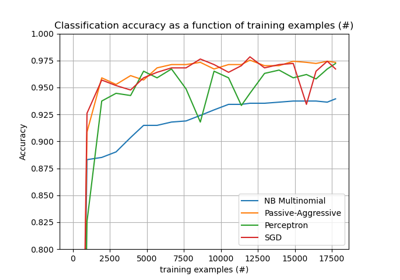 Classification accuracy as a function of training examples (#)
1.000
0.975
0.950
0.925
0.900
0.875
0.850
0.825
0.800
Accuracy
NB Multinomial
Passive-Aggressive
Perceptron
SGD
0 2500 5000 7500 10000 12500 15000 17500
training examples (#)